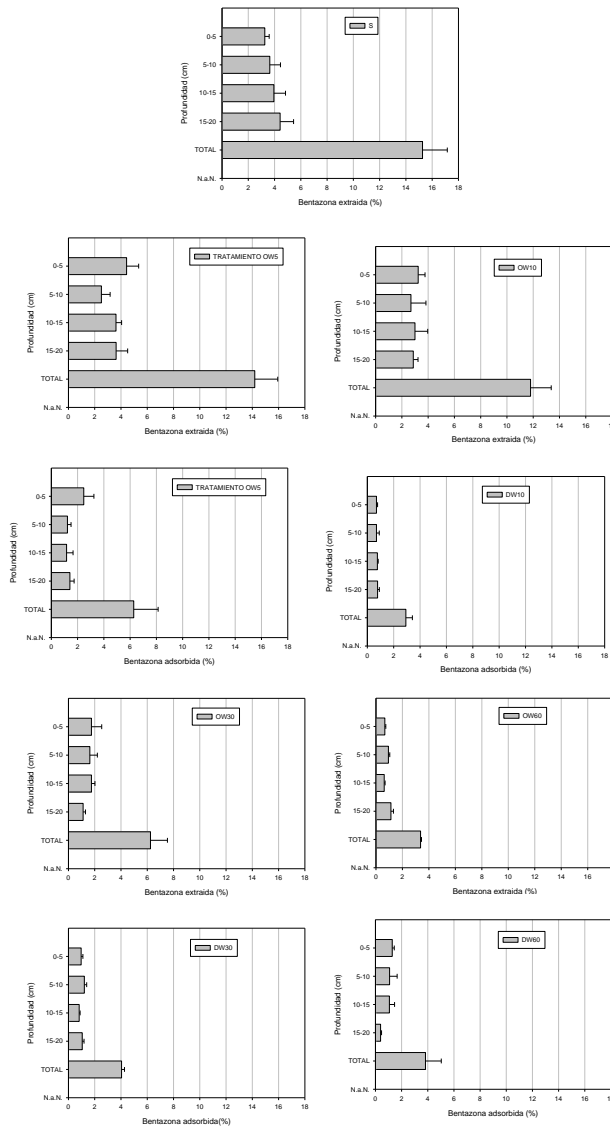 S
Profundidad (cm)
0-5
5-10
10-15
15-20
TOTAL
N.a.N.
0 2 4 6 8 10 12 14 16 18
Bentazona extraida (%)
TRATAMIENTO OW5
Profundidad (cm)
0-5
5-10
10-15
15-20
TOTAL
N.a.N.
0 2 4 6 8 10 12 14 16 18
Bentazona extraida (%)
OW10
Profundidad (cm)
0-5
5-10
10-15
15-20
TOTAL
N.a.N.
0 2 4 6 8 10 12 14 16 18
Bentazona extraida (%)
TRATAMIENTO OW5
Profundidad (cm)
0-5
5-10
10-15
15-20
TOTAL
N.a.N.
0 2 4 6 8 10 12 14 16 18
Bentazona adsorbida (%)
DW10
Profundidad (cm)
0-5
5-10
10-15
15-20
TOTAL
N.a.N.
0 2 4 6 8 10 12 14 16 18
Bentazona adsorbida (%)
OW30
Profundidad (cm)
0-5
5-10
10-15
15-20
TOTAL
N.a.N.
0 2 4 6 8 10 12 14 16 18
Bentazona extraida (%)
OW60
Profundidad (cm)
0-5
5-10
10-15
15-20
TOTAL
N.a.N.
0 2 4 6 8 10 12 14 16
Bentazona extraida (%)
DW30
Profundidad (cm)
0-5
5-10
10-15
15-20
TOTAL
N.a.N.
0 2 4 6 8 10 12 14 16 18
Bentazona adsorbida(%)
DW60
Profundidad (cm)
0-5
5-10
10-15
15-20
TOTAL
N.a.N.
0 2 4 6 8 10 12 14 16 18
Bentazona adsorbida (%)